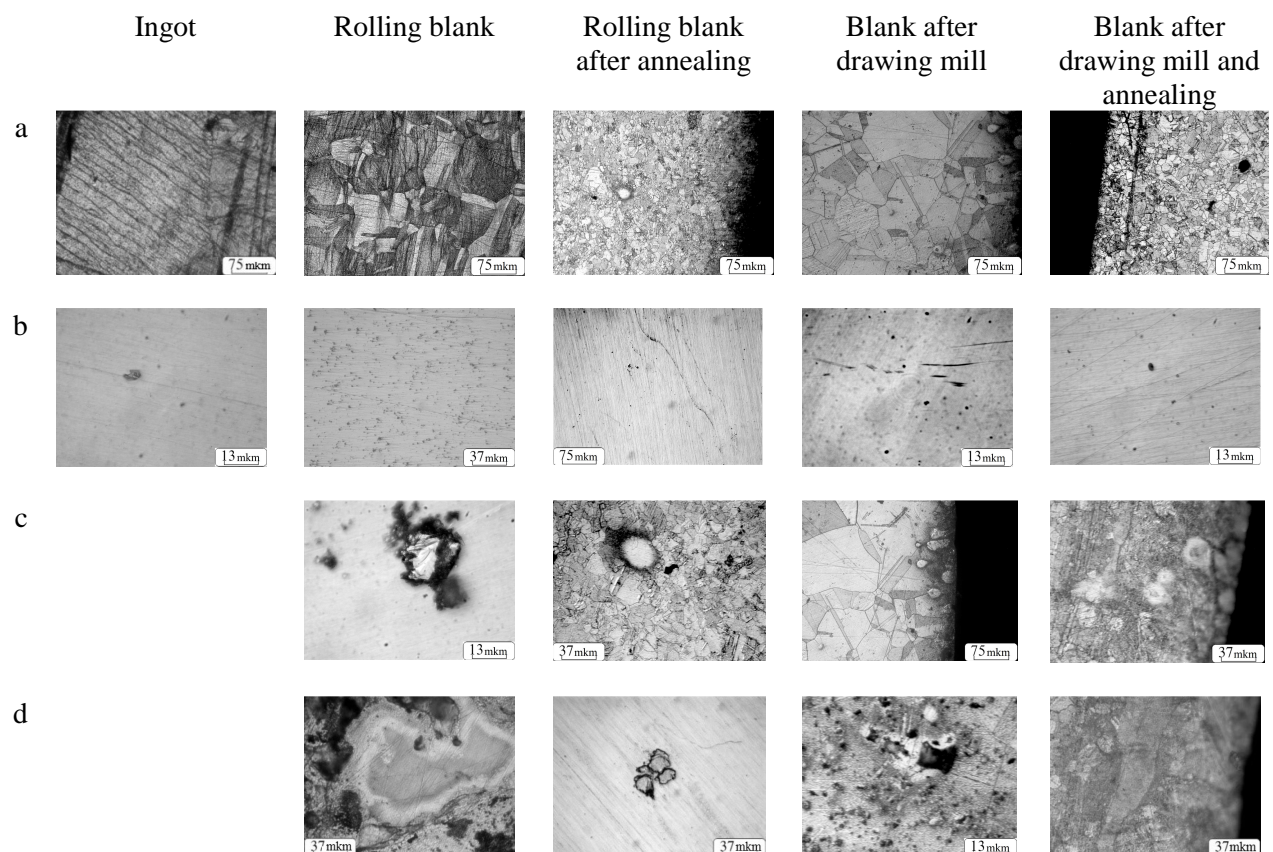 Ingot
Rolling blank
Rolling blank
after annealing
Blank after
drawing mill
Blank after
drawing mill and
annealing
a
75 mkm
75 mkm
75 mkm
75 mkm
75 mkm
b
13 mkm
37 mkm
75 mkm
13 mkm
13 mkm
c
13 mkm
37 mkm
75 mkm
37 mkm
d
37 mkm
37 mkm
13 mkm
37 mkm